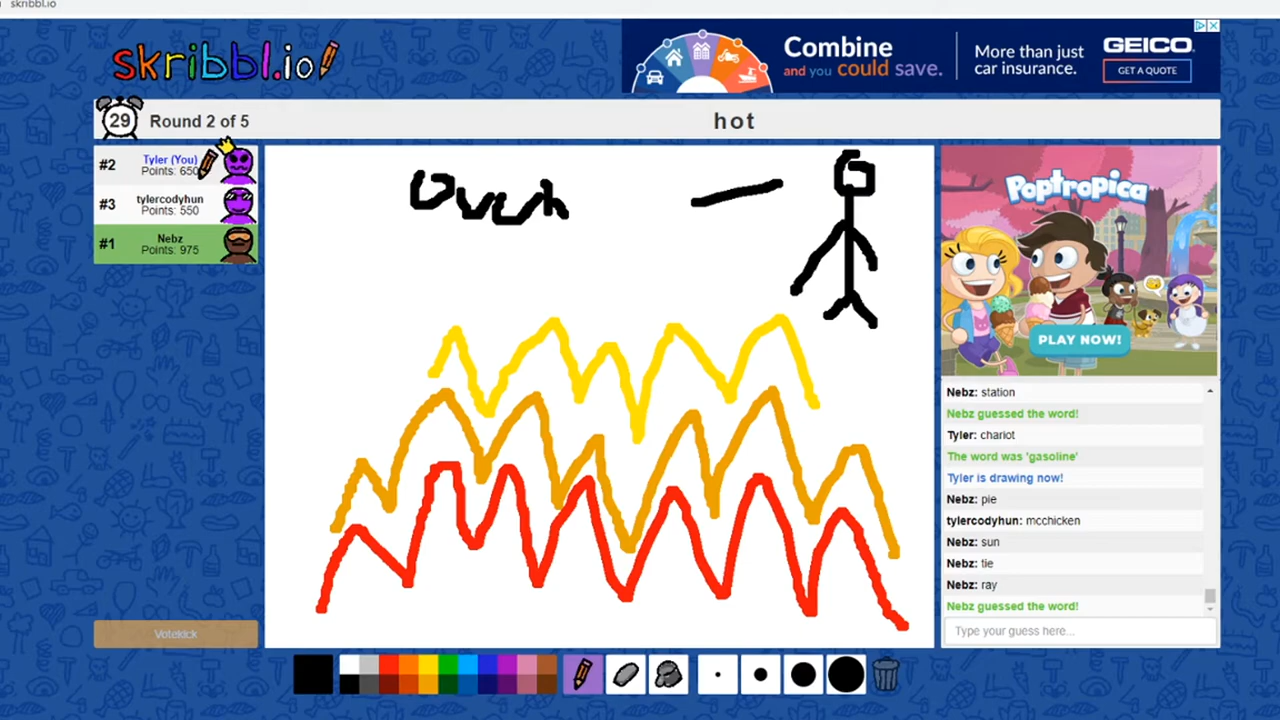 skribbl.io
skribbl.io
Combine
and you could save.
More than just
car insurance.
GEICO
GET A QUOTE
29
Round 2 of 5
hot
#2
Tyler (You)
Points: 650
#3
tylercodyhun
Points: 550
#1
Nebz
Points: 975
Votekick
Ouch
Poptropica
PLAY NOW!
Nebz: station
Nebz guessed the word!
Tyler: chariot
The word was 'gasoline'
Tyler is drawing now!
Nebz: pie
tylercodyhun: mcchicken
Nebz: sun
Nebz: tie
Nebz: ray
Nebz guessed the word!
Type your guess here...